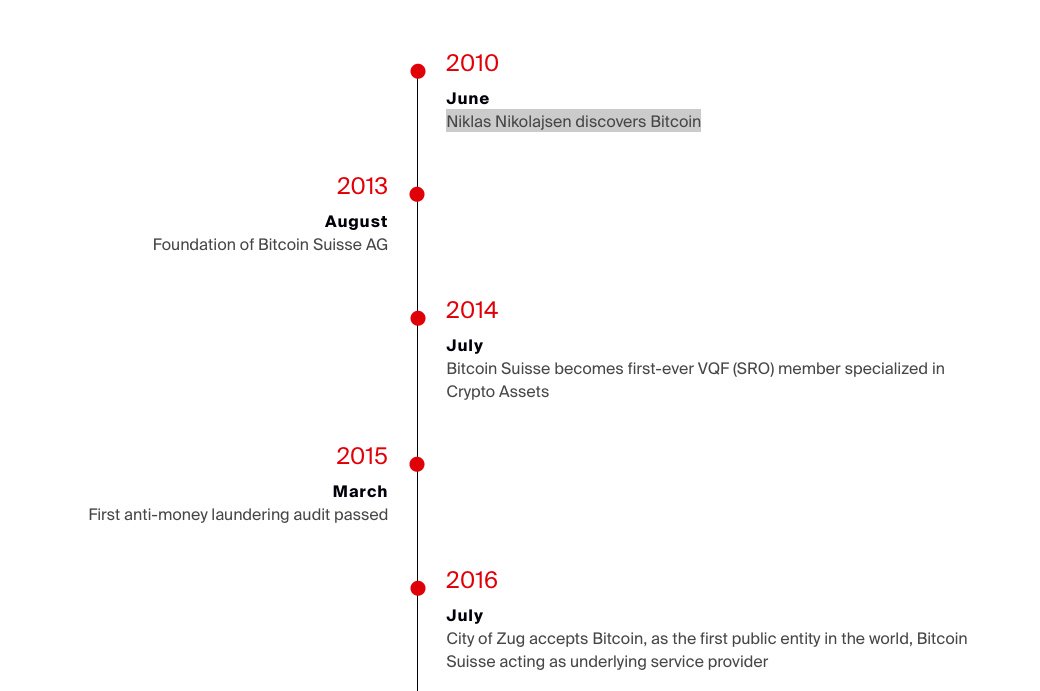 2010
June
Niklas Nikolajsen discovers Bitcoin
2013
August
Foundation of Bitcoin Suisse AG
2014
July
Bitcoin Suisse becomes first-ever VQF (SRO) member specialized in
Crypto Assets
2015
March
First anti-money laundering audit passed
2016
July
City of Zug accepts Bitcoin, as the first public entity in the world, Bitcoin
Suisse acting as underlying service provider